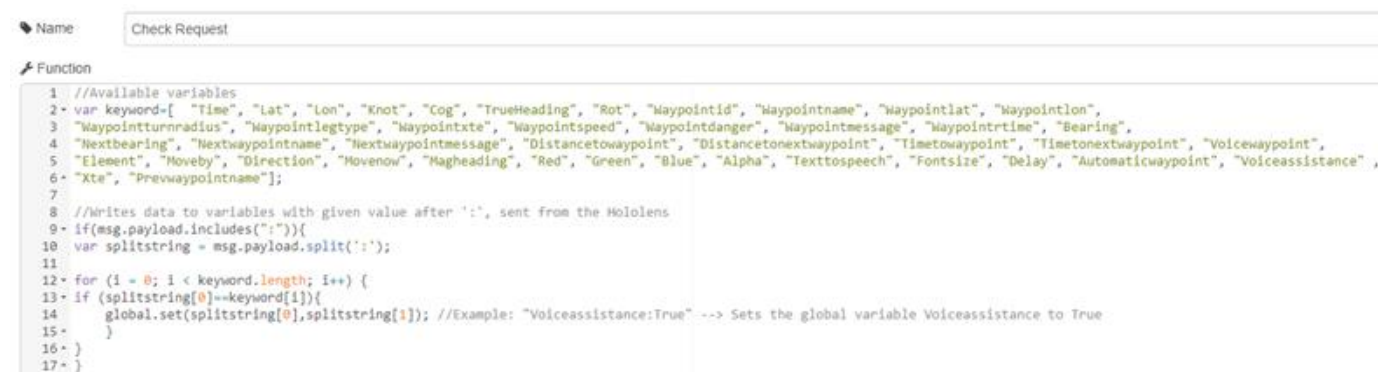 Name
Check Request
Function
1 //Available variables
2 var keyword=[ "Time", "Lat", "Lon", "Knot", "Cog", "TrueHeading", "Rot", "Waypointid", "Waypointname", "Waypointlat", "Waypointlon",
3 "Waypointturnradius", "Waypointlegtype", "Waypointxte", "Waypointspeed", "Waypointdanger", "Waypointmessage", "Waypointrtime", "Bearing",
4 "Nextbearing", "Nextwaypointname", "Nextwaypointmessage", "Distancetowaypoint", "Distancetonextwaypoint", "Timetowaypoint", "Timetonextwaypoint", "Voicewaypoint",
5 "Element", "Moveby", "Direction", "Movenow", "Magheading", "Red", "Green", "Blue", "Alpha", "Texttospeech", "Fontsize", "Delay", "Automaticwaypoint", "Voiceassistance" ,
6 "Xte", "Prevwaypointname"];
7
8 //Writes data to variables with given value after ':', sent from the Hololens
9 if(msg.payload.includes(":")){
10 var splitstring = msg.payload.split(':');
11
12 for (i = 0; i < keyword.length; i++) {
13 if (splitstring[0]==keyword[i]){
14 global.set(splitstring[0],splitstring[1]); //Example: "Voiceassistance:True" --> Sets the global variable Voiceassistance to True
15 }
16 }
17 }